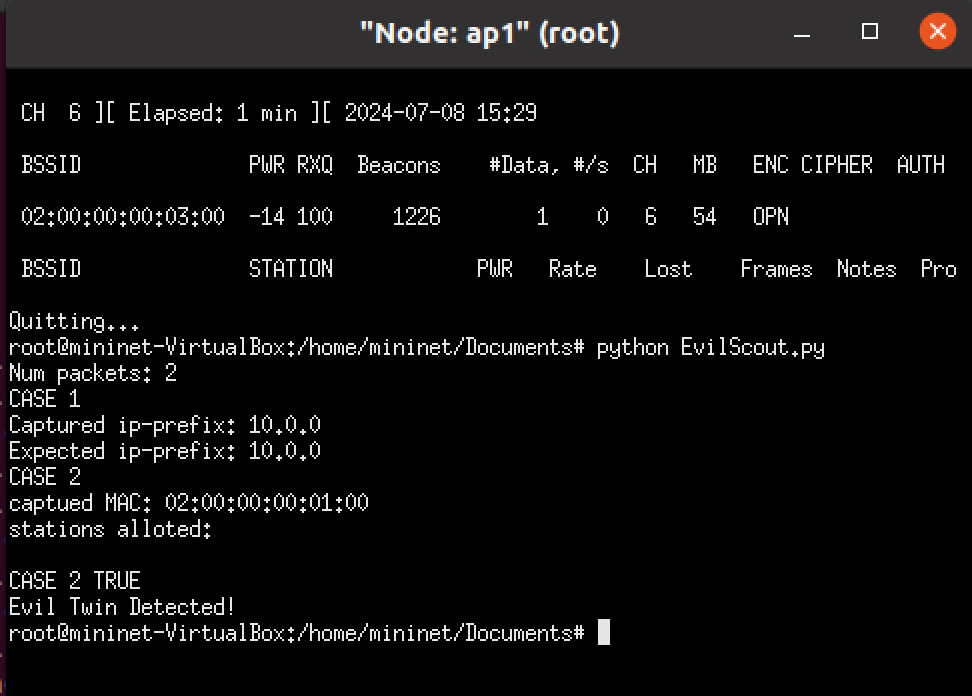 "Node: ap1" (root)
CH 6 ][ Elapsed: 1 min ][ 2024-07-08 15:29
BSSID PWR RXQ Beacons #Data, #/s CH MB ENC CIPHER AUTH
02:00:00:00:03:00 -14 100 1226 1 0 6 54 OPN
BSSID STATION PWR Rate Lost Frames Notes Pro
Quitting...
root@mininet-VirtualBox:/home/mininet/Documents# python EvilScout.py
Num packets: 2
CASE 1
Captured ip-prefix: 10.0.0
Expected ip-prefix: 10.0.0
CASE 2
captued MAC: 02:00:00:00:01:00
stations alloted:
CASE 2 TRUE
Evil Twin Detected!
root@mininet-VirtualBox:/home/mininet/Documents#